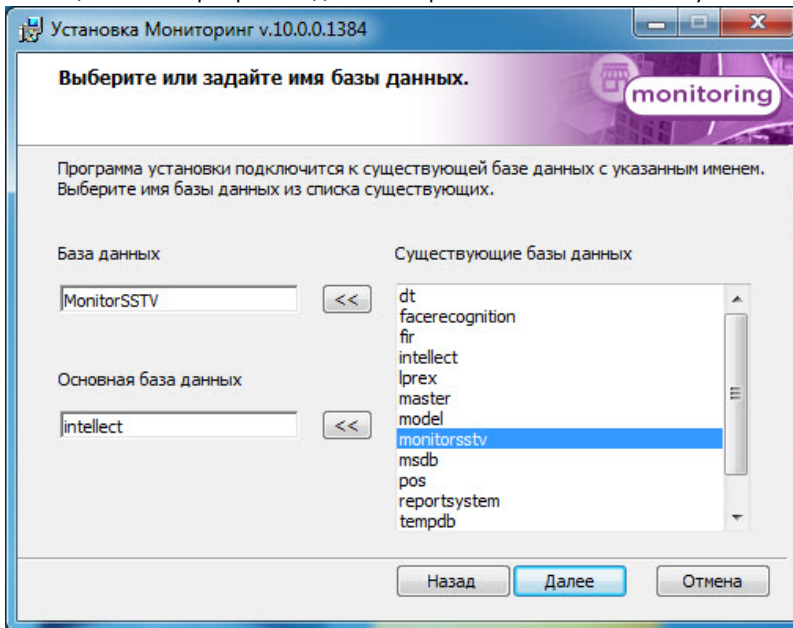 Установка Мониторинг v.10.0.0.1384
Выберите или задайте имя базы данных.
monitoring
Программа установки подключится к существующей базе данных с указанным именем.
Выберите имя базы данных из списка существующих.
База данных
Существующие базы данных
MonitorSSTV
<<
dt
facerecognition
fir
intellect
Основная база данных
lprex
master
intellect
<<
model
monitorsstv
msdb
pos
reportsystem
tempdb
Назад
Далее
Отмена